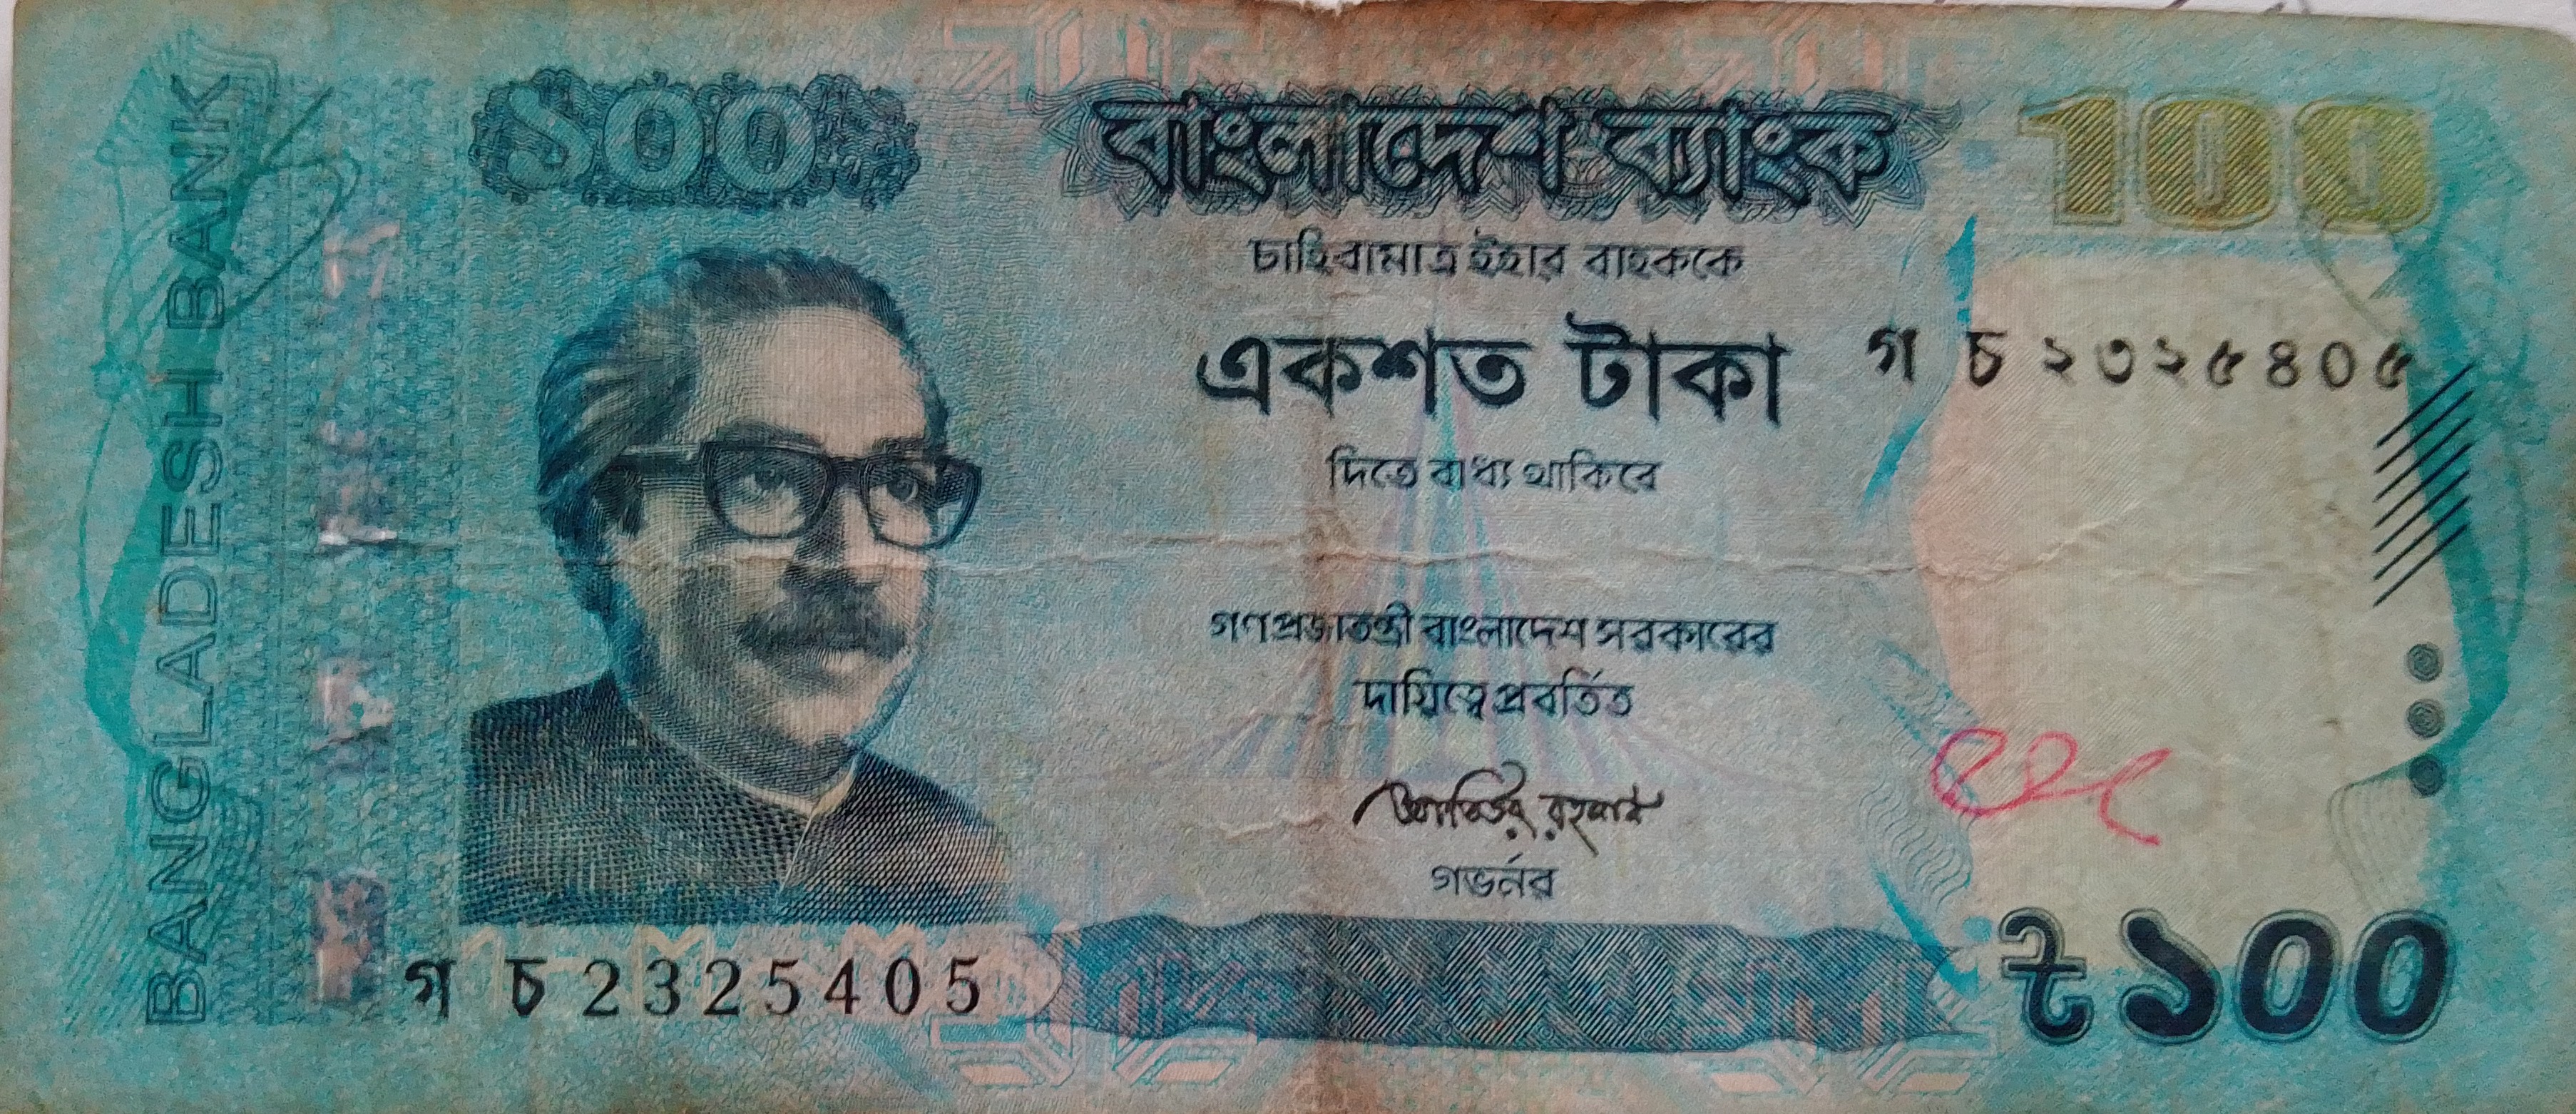 BANGLADESH BANK
১০০
বাংলাদেশ ব্যাংক
100
চাহিবামাত্র ইহার বাহককে
একশত টাকা
গ চ ২৩২৫৪০৫
দিতে বাধ্য থাকিবে
গণপ্রজাতন্ত্রী বাংলাদেশ সরকারের
দায়িত্বে প্রবর্তিত
আতিউর রহমান
গভর্নর
গ চ 2325405
৳১০০